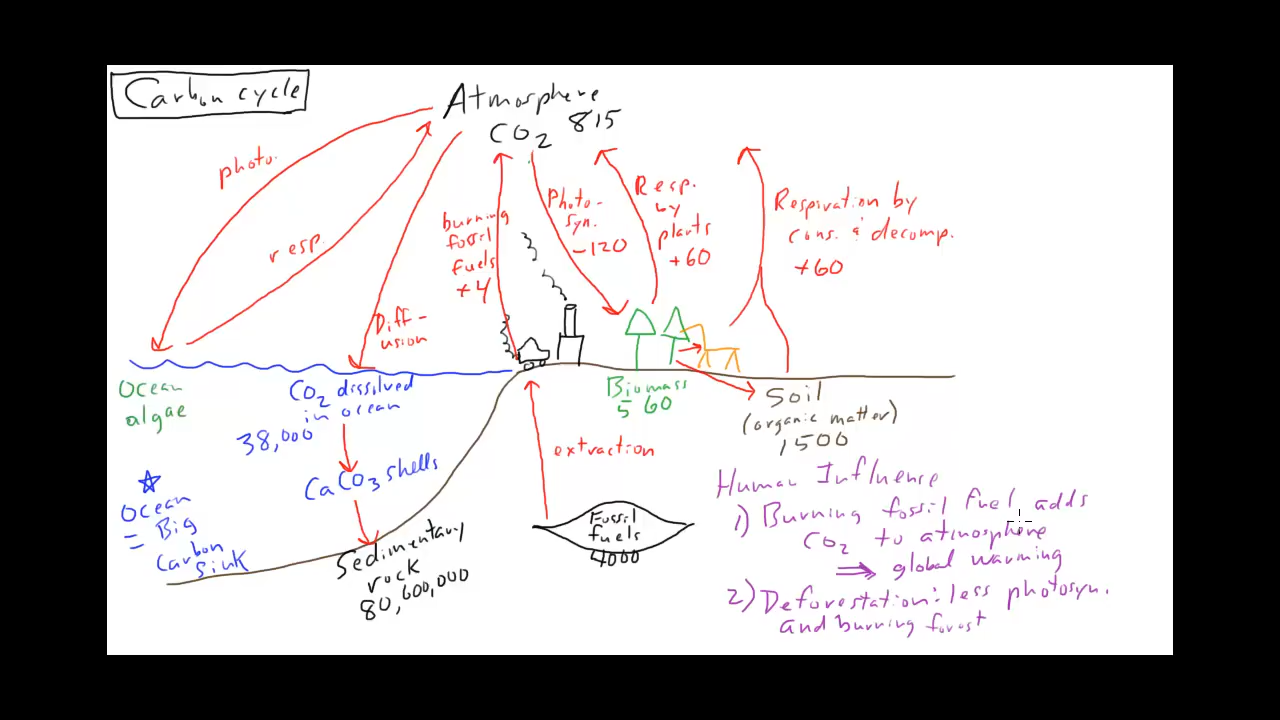 Carbon cycle
Atmosphere
CO2 815
photo.
resp.
Diff-
usion
burning
fossil
fuels
+4
Photo-
syn.
-120
Resp.
by
plants
+60
Respiration by
cons. & decomp.
+60
Ocean
algae
CO2 dissolved
in ocean
38,000
CaCO3 shells
Sedimentary
rock
80,600,000
☆
Ocean
= Big
Carbon
sink
extraction
Fossil
fuels
4000
Biomass
560
Soil
(organic matter)
1500
Human Influence
1) Burning fossil fuel adds
CO2 to atmosphere
⇒ global warming
2) Deforestation: less photosyn.
and burning forest